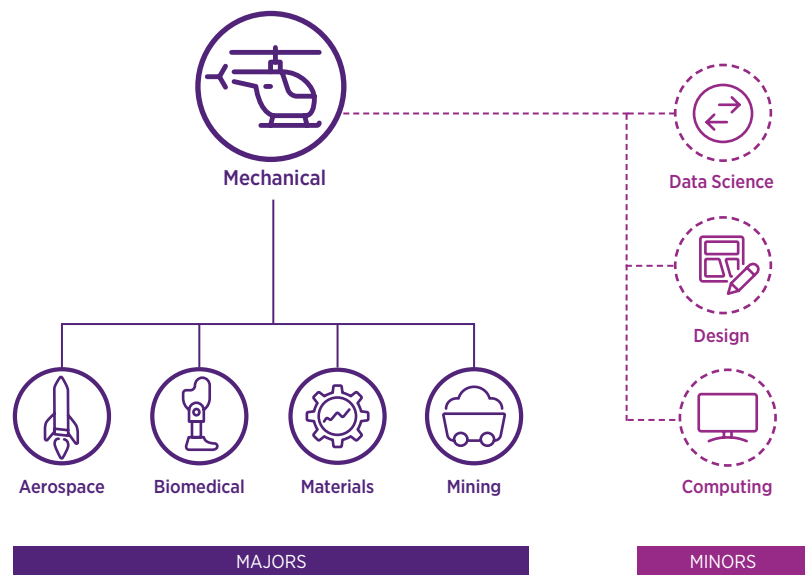 Mechanical
Data Science
Design
Aerospace
Biomedical
Materials
Mining
Computing
MAJORS
MINORS